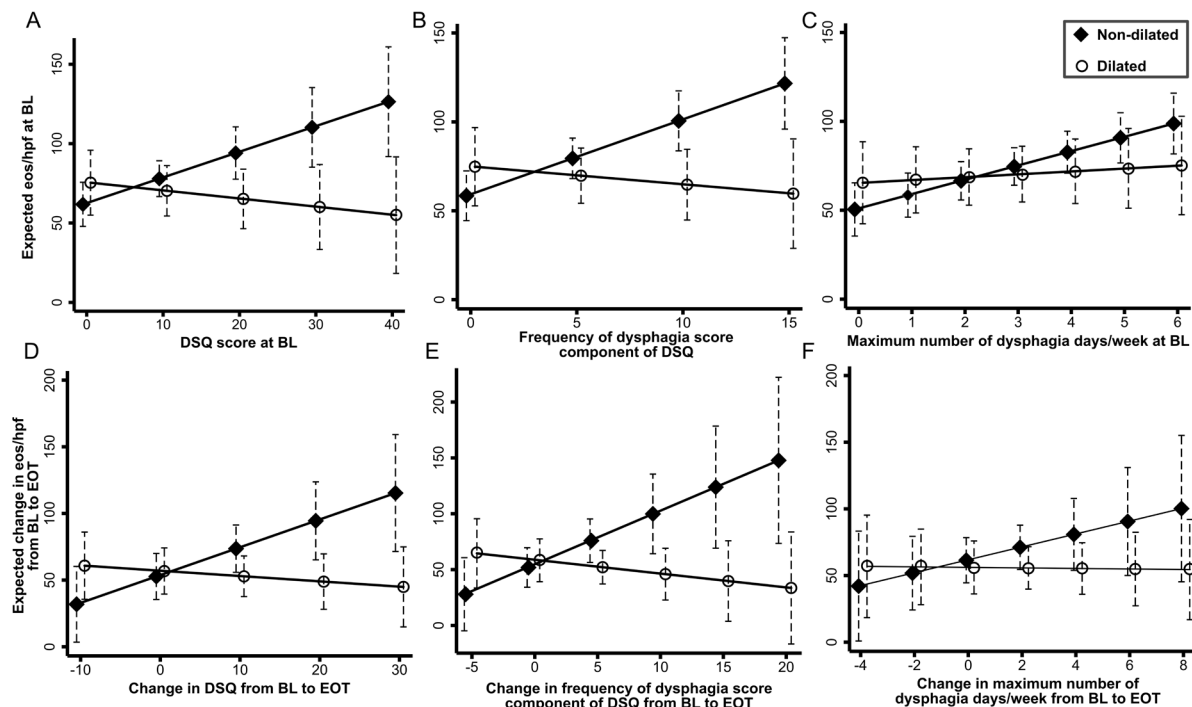 A
Expected eos/hpf at BL
150
100
50
0
0 10 20 30 40
DSQ score at BL
B
150
100
50
0
0 5 10 15
Frequency of dysphagia score
component of DSQ
C
Non-dilated
Dilated
150
100
50
0
0 1 2 3 4 5 6
Maximum number of dysphagia days/week at BL
D
Expected change in eos/hpf
from BL to EOT
200
150
100
50
0
-10 0 10 20 30
Change in DSQ from BL to EOT
E
200
150
100
50
0
-5 0 5 10 15 20
Change in frequency of dysphagia score
component of DSQ from BL to EOT
F
200
150
100
50
0
-4 -2 0 2 4 6 8
Change in maximum number of
dysphagia days/week from BL to EOT